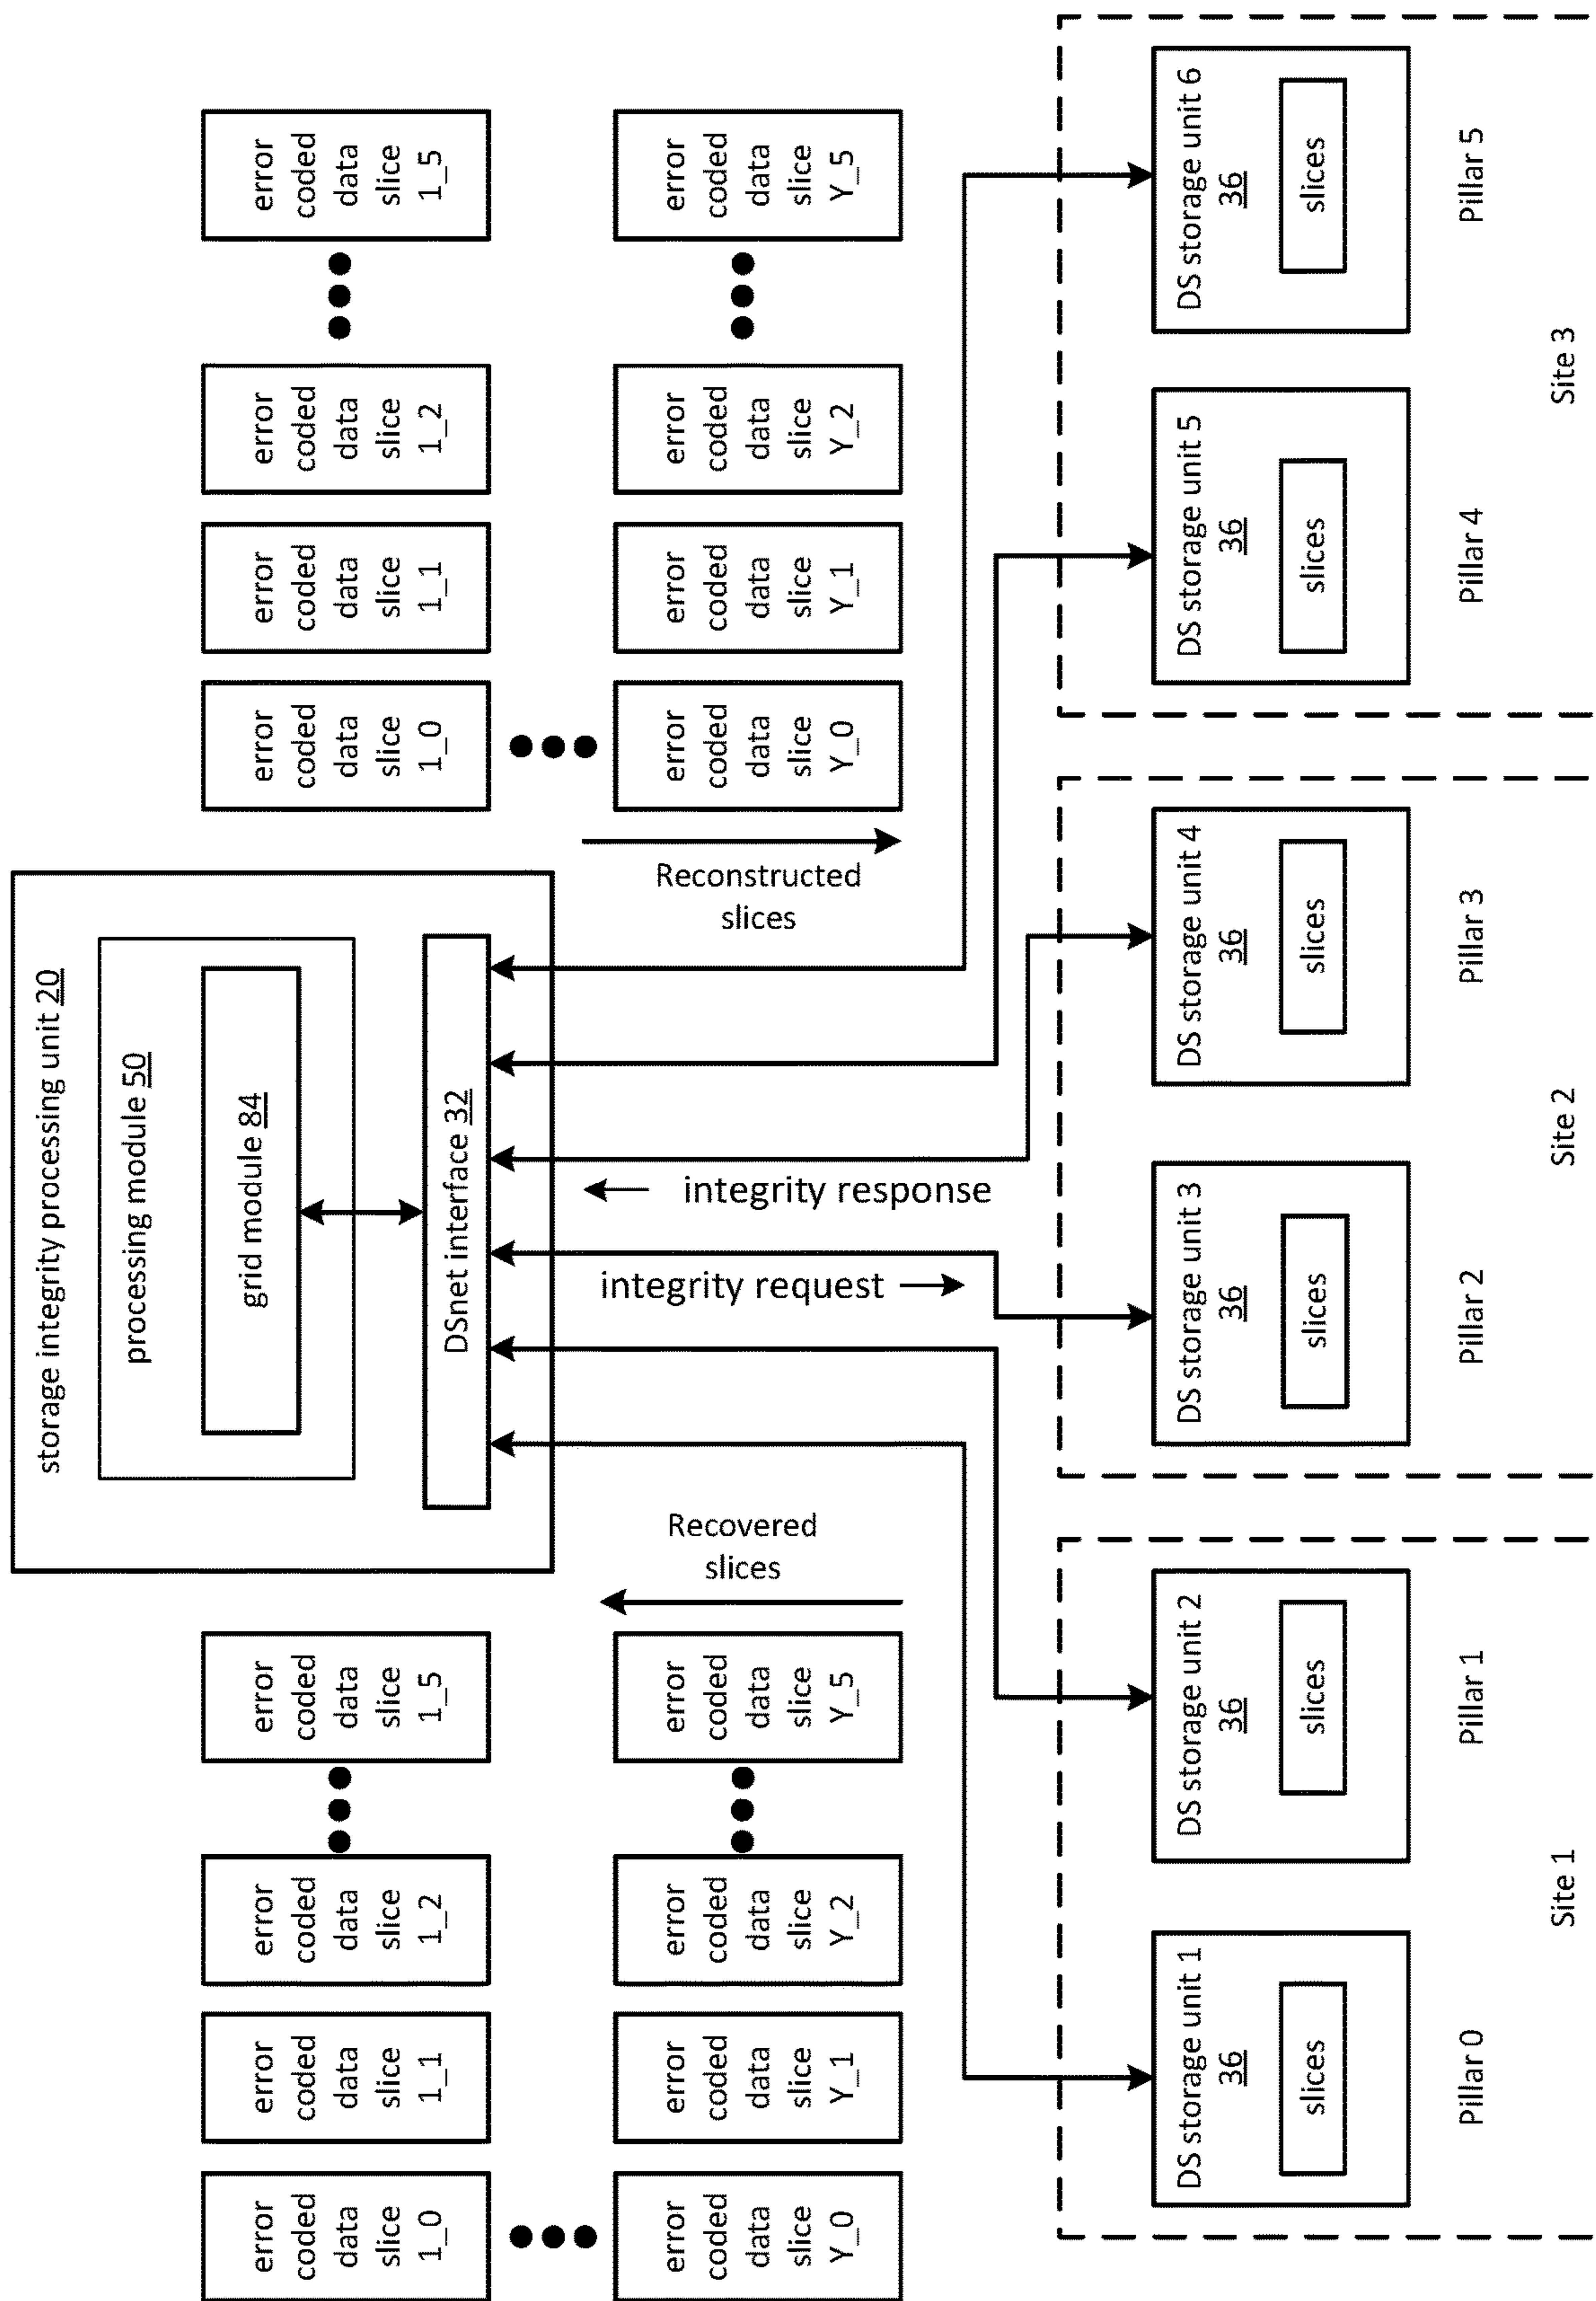 storage integrity processing unit 20
processing module 50
grid module 84
DSnet interface 32
error
coded
data
slice
1_0
error
coded
data
slice
1_1
error
coded
data
slice
1_2
error
coded
data
slice
1_5
error
coded
data
slice
Y_0
error
coded
data
slice
Y_1
error
coded
data
slice
Y_2
error
coded
data
slice
Y_5
Recovered
slices
integrity request
integrity response
Reconstructed
slices
error
coded
data
slice
1_0
error
coded
data
slice
1_1
error
coded
data
slice
1_2
error
coded
data
slice
1_5
error
coded
data
slice
Y_0
error
coded
data
slice
Y_1
error
coded
data
slice
Y_2
error
coded
data
slice
Y_5
DS storage unit 1
36
slices
Pillar 0
DS storage unit 2
36
slices
Pillar 1
Site 1
DS storage unit 3
36
slices
Pillar 2
DS storage unit 4
36
slices
Pillar 3
Site 2
DS storage unit 5
36
slices
Pillar 4
DS storage unit 6
36
slices
Pillar 5
Site 3